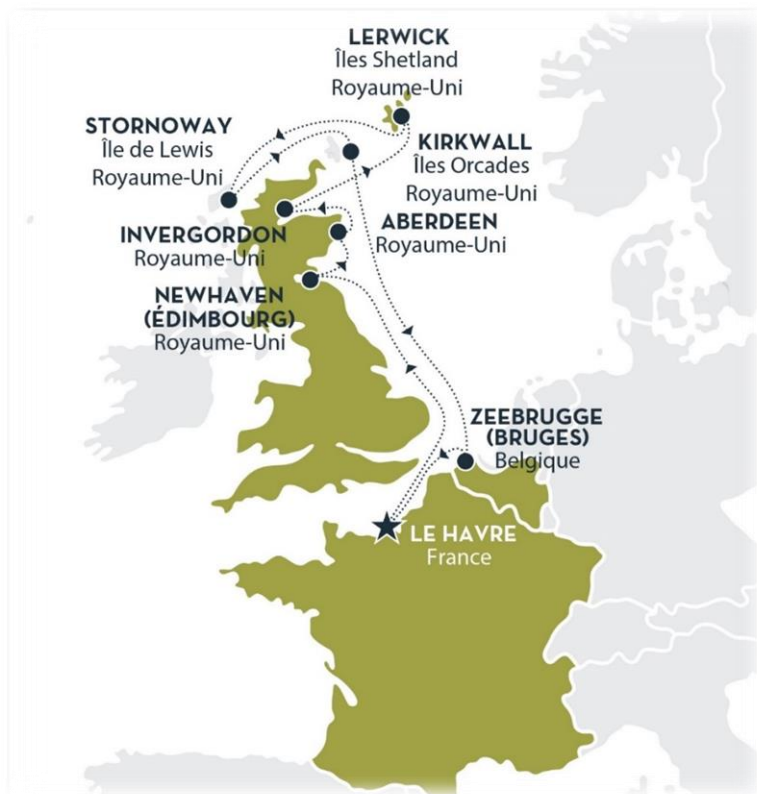 LERWICK
Îles Shetland
Royaume-Uni
STORNOWAY
Île de Lewis
Royaume-Uni
KIRKWALL
Îles Orcades
Royaume-Uni
ABERDEEN
Royaume-Uni
INVERGORDON
Royaume-Uni
NEWHAVEN
(ÉDIMBOURG)
Royaume-Uni
ZEEBRUGGE
(BRUGES)
Belgique
LE HAVRE
France